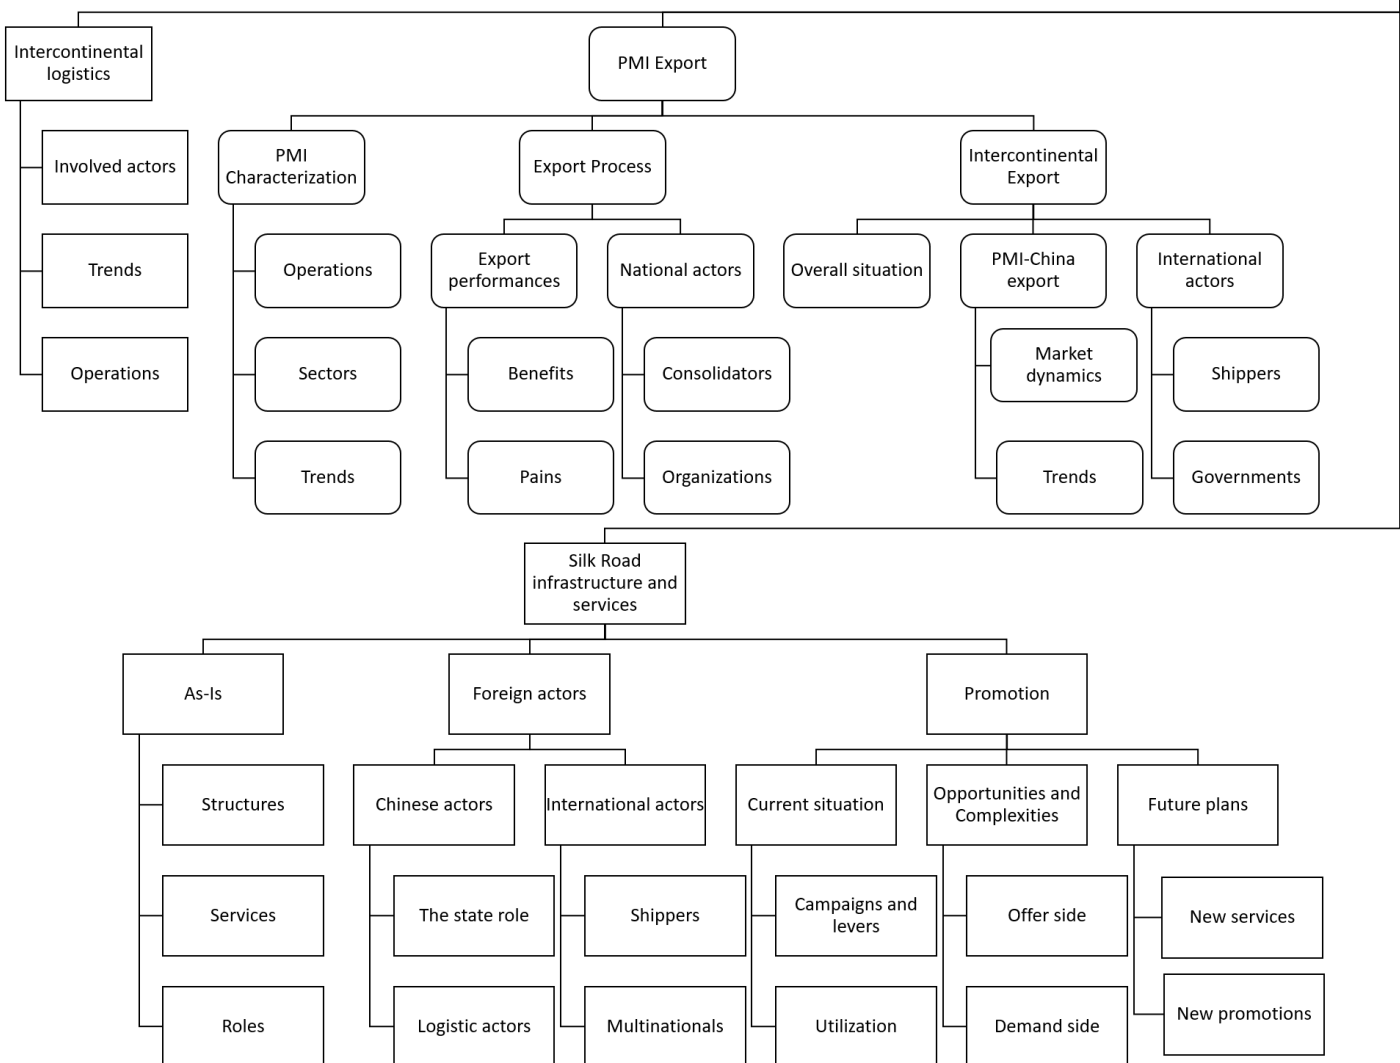 Intercontinental
logistics
PMI Export
Involved actors
PMI
Characterization
Export Process
Intercontinental
Export
Trends
Operations
Export
performances
National actors
Overall situation
PMI-China
export
International
actors
Operations
Sectors
Benefits
Consolidators
Market
dynamics
Shippers
Trends
Pains
Organizations
Trends
Governments
Silk Road
infrastructure and
services
As-Is
Foreign actors
Promotion
Structures
Chinese actors
International actors
Current situation
Opportunities and
Complexities
Future plans
Services
The state role
Shippers
Campaigns and
levers
Offer side
New services
Roles
Logistic actors
Multinationals
Utilization
Demand side
New promotions